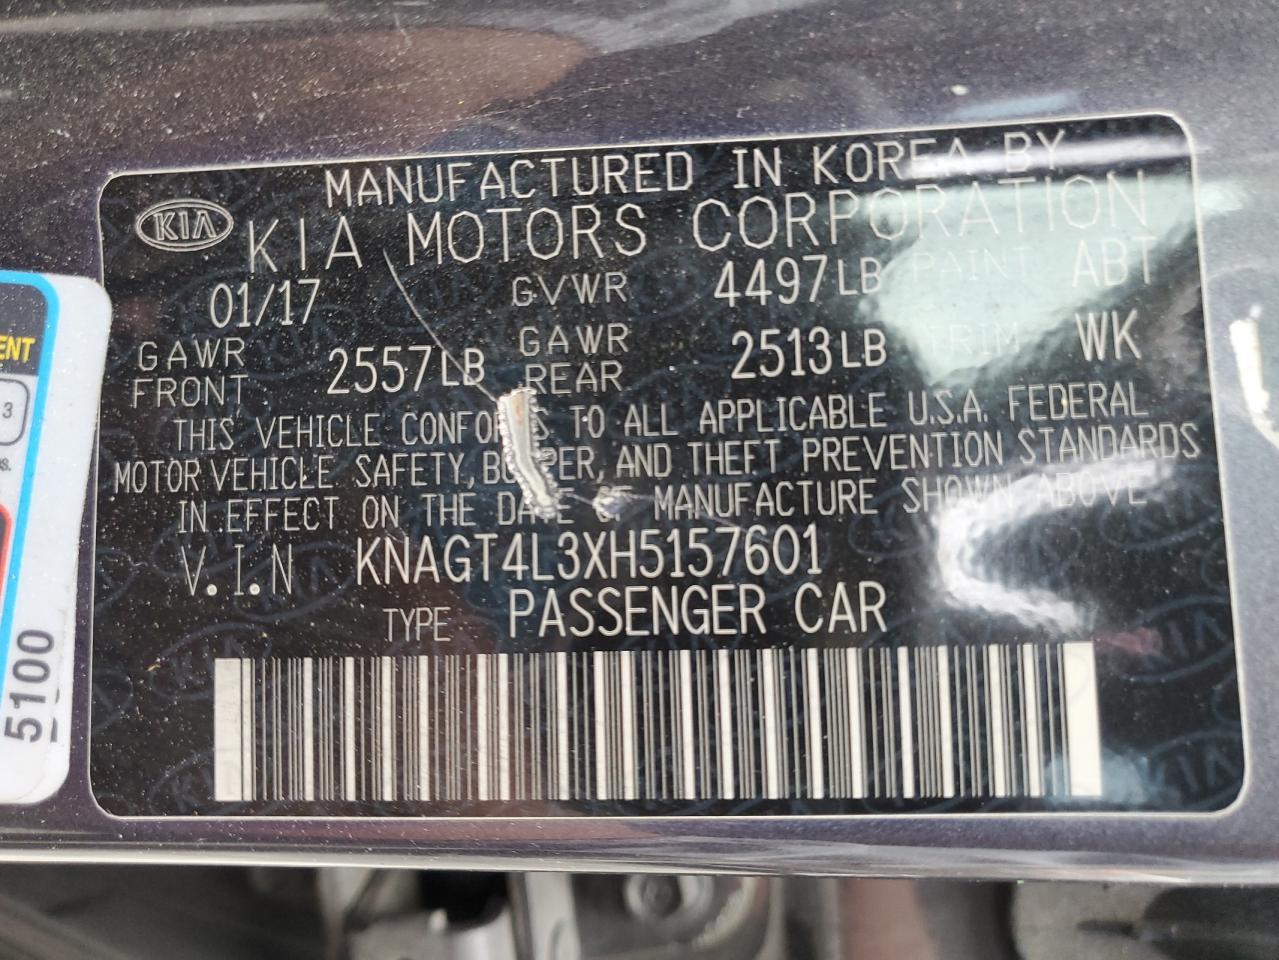 MANUFACTURED IN KOREA BY
KIA
KIA MOTORS CORPORATION
01/17 GVWR 4497LB PAINT ABT
GAWR FRONT 2557LB GAWR REAR 2513LB TRIM WK
THIS VEHICLE CONFORMS TO ALL APPLICABLE U.S.A. FEDERAL
MOTOR VEHICLE SAFETY, BUMPER, AND THEFT PREVENTION STANDARDS
IN EFFECT ON THE DATE OF MANUFACTURE SHOWN ABOVE
V.I.N KNAGT4L3XH5157601
TYPE PASSENGER CAR
ENT
3
5100